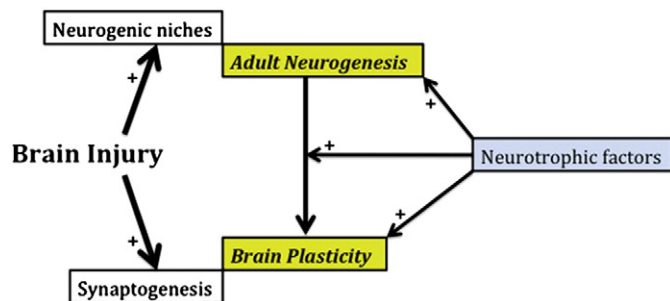 Neurogenic niches
Adult Neurogenesis
+
+
+
Brain Injury
Neurotrophic factors
+
+
Brain Plasticity
Synaptogenesis